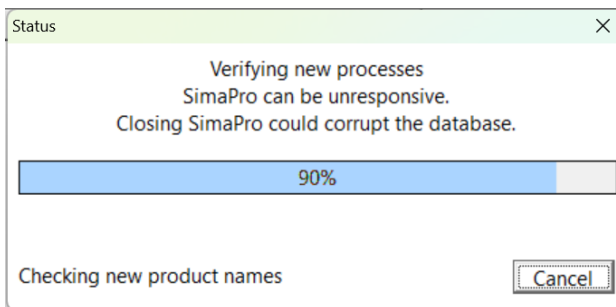 Status
Verifying new processes
SimaPro can be unresponsive.
Closing SimaPro could corrupt the database.
90%
Checking new product names
Cancel